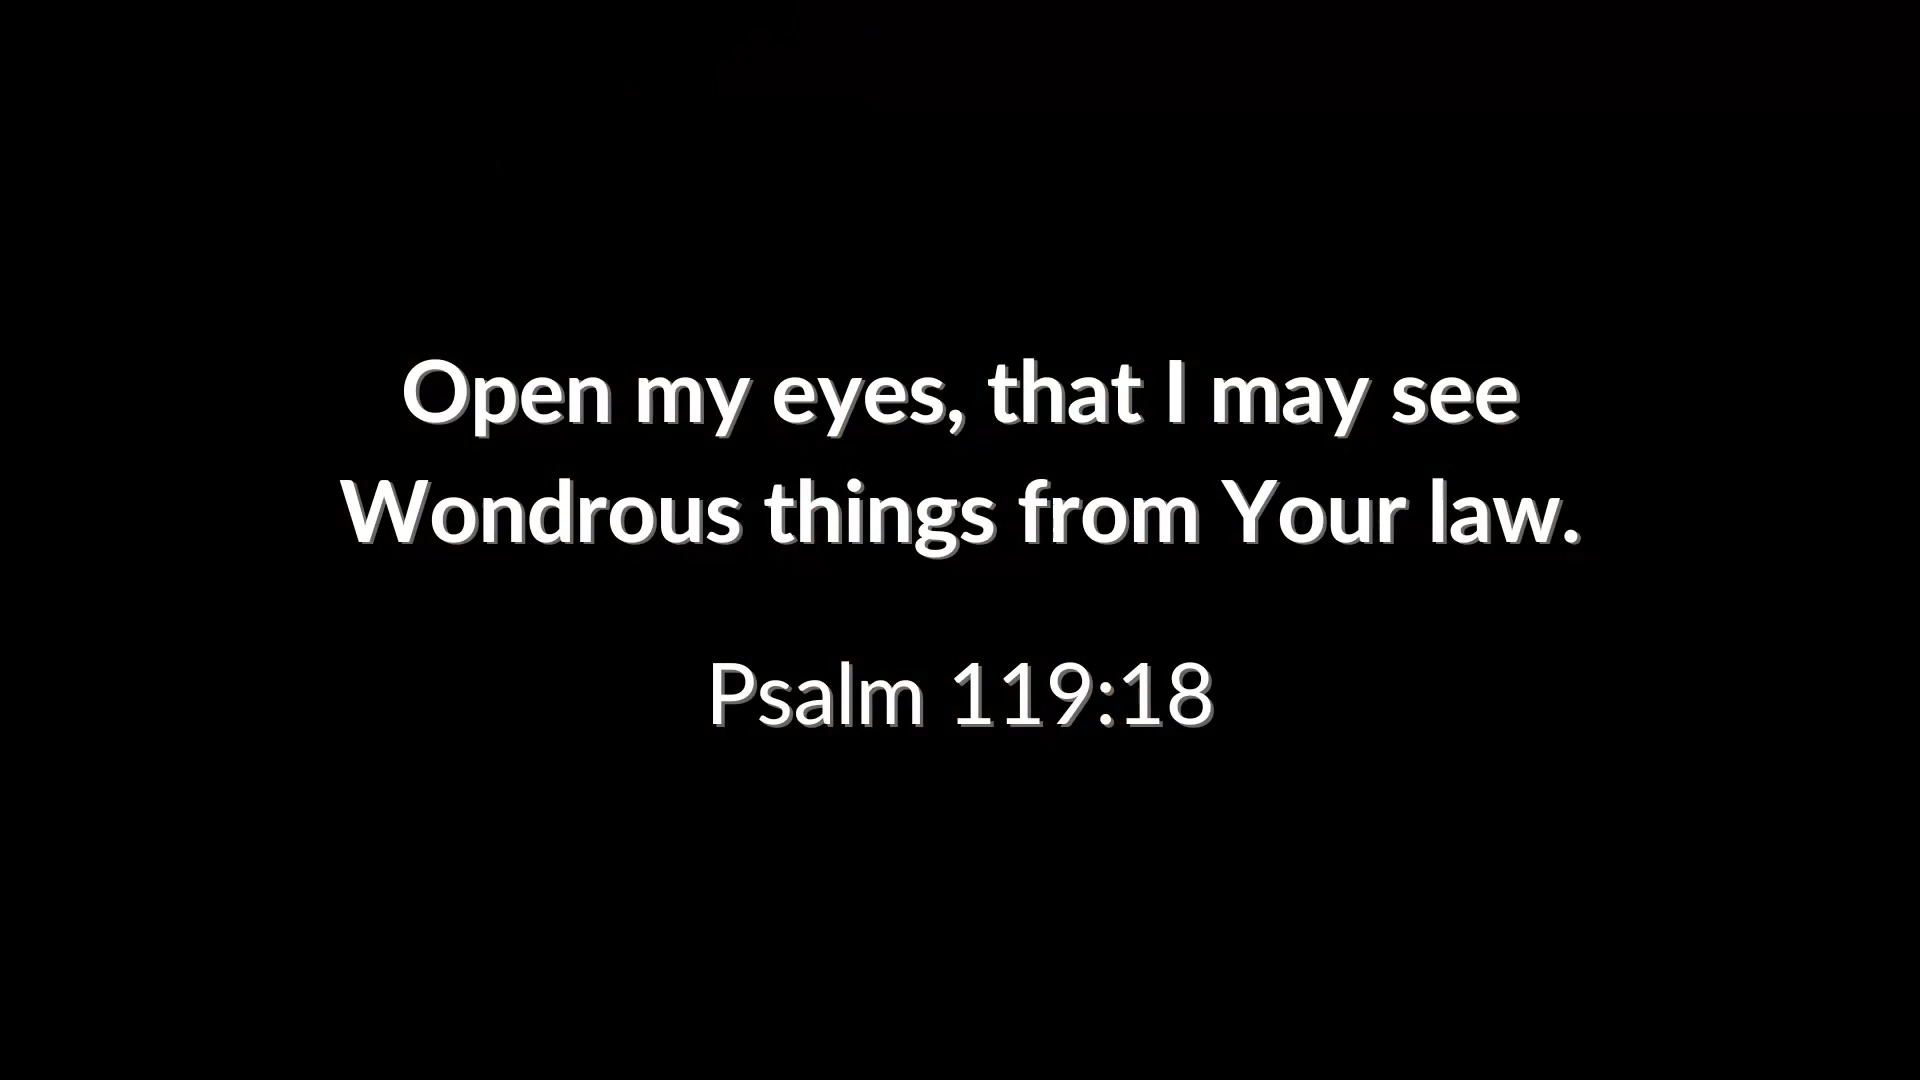 Open my eyes, that I may see
Wondrous things from Your law.
Psalm 119:18